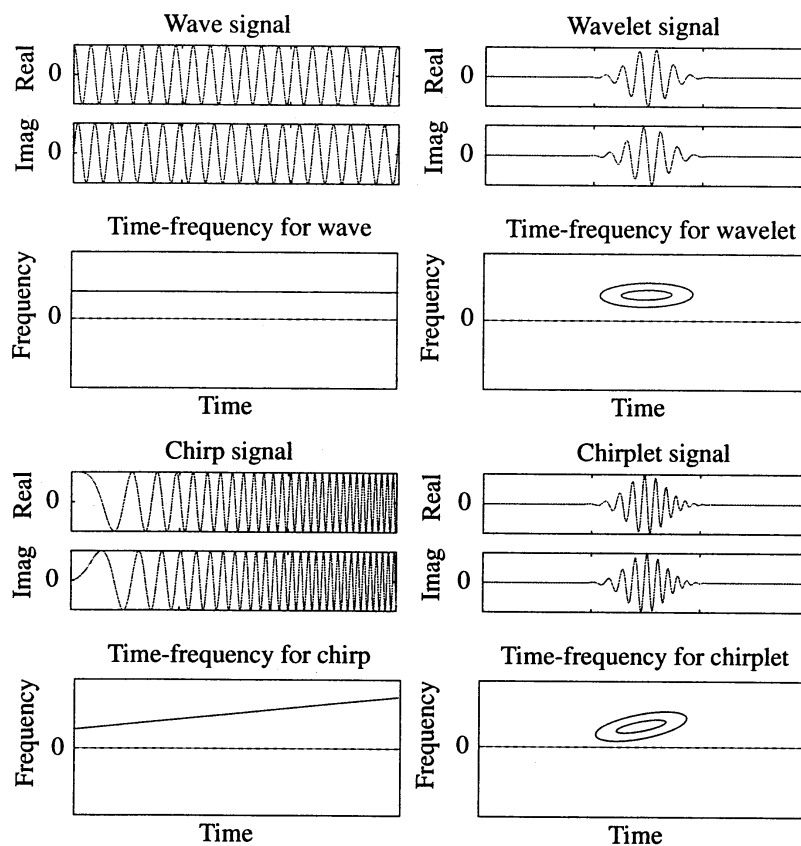 Wave signal
Real
0
Imag
0
Time-frequency for wave
Frequency
0
Time
Wavelet signal
Real
0
Imag
0
Time-frequency for wavelet
Frequency
0
Time
Chirp signal
Real
0
Imag
0
Time-frequency for chirp
Frequency
0
Time
Chirplet signal
Real
0
Imag
0
Time-frequency for chirplet
Frequency
0
Time